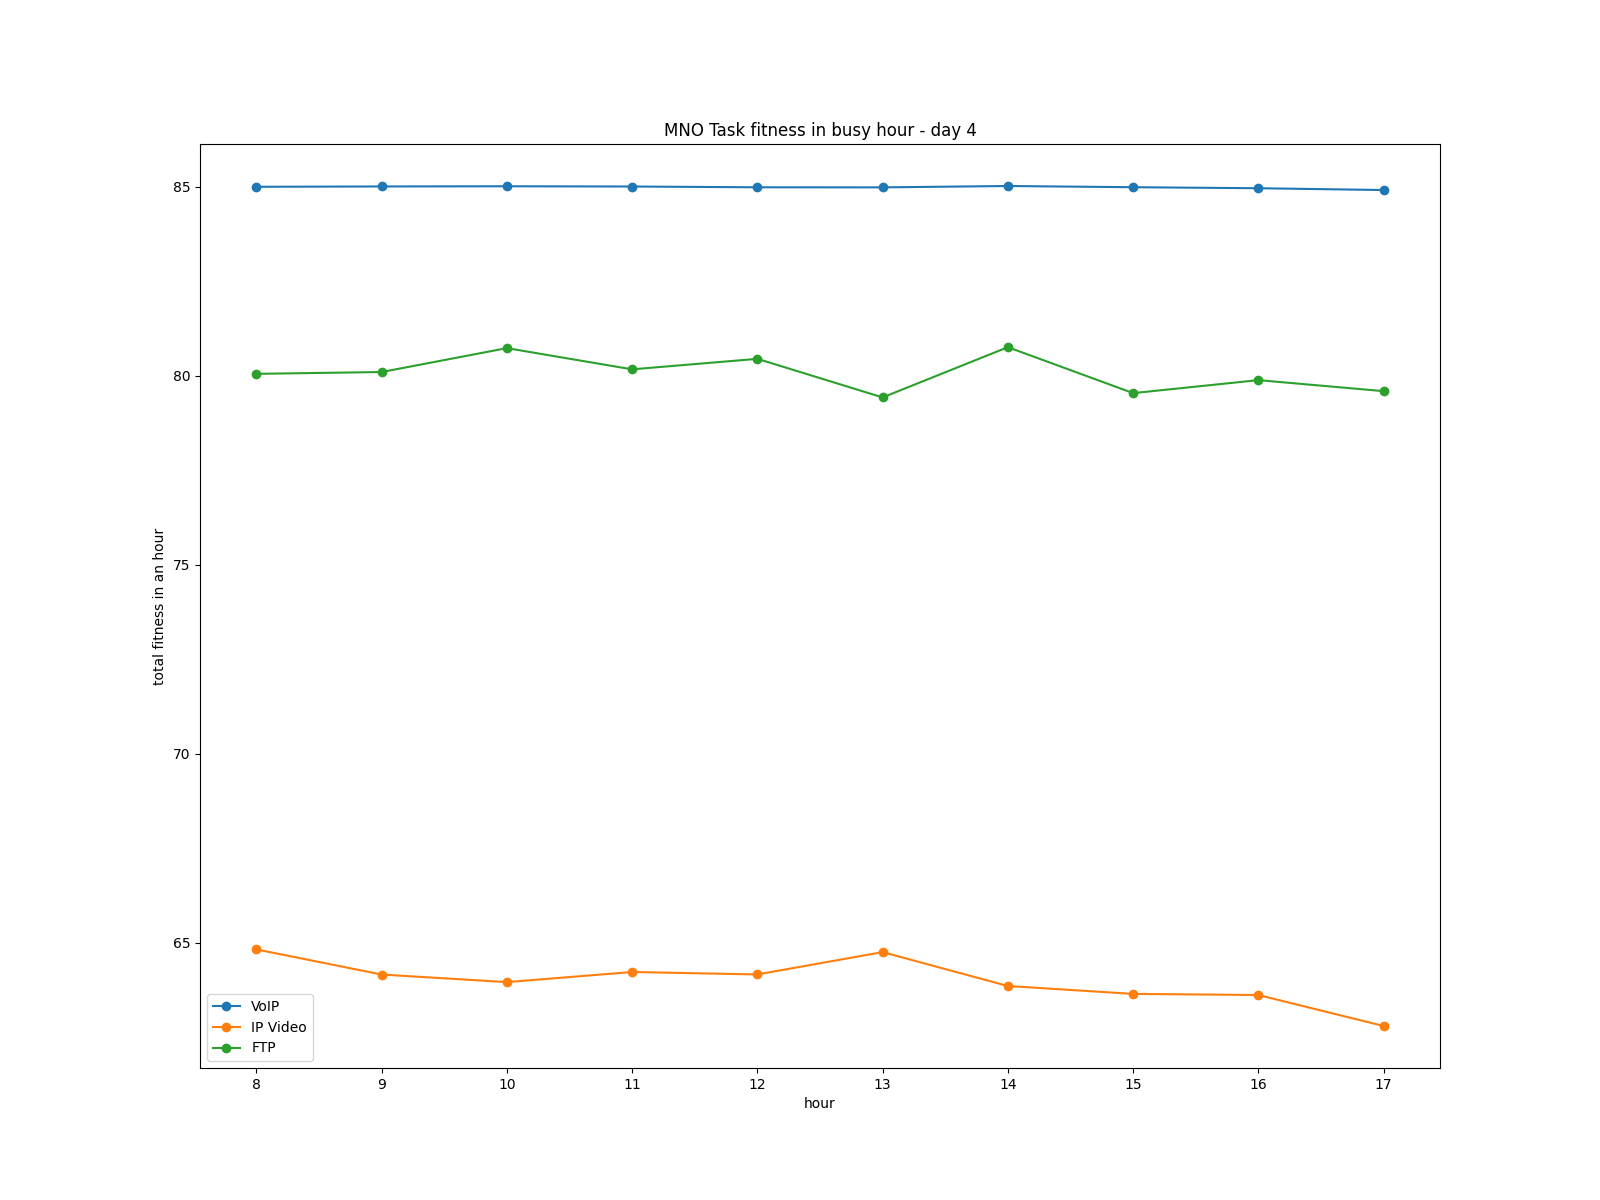 MNO Task fitness in busy hour - day 4
85
80
75
70
65
total fitness in an hour
VoIP
IP Video
FTP
8 9 10 11 12 13 14 15 16 17
hour